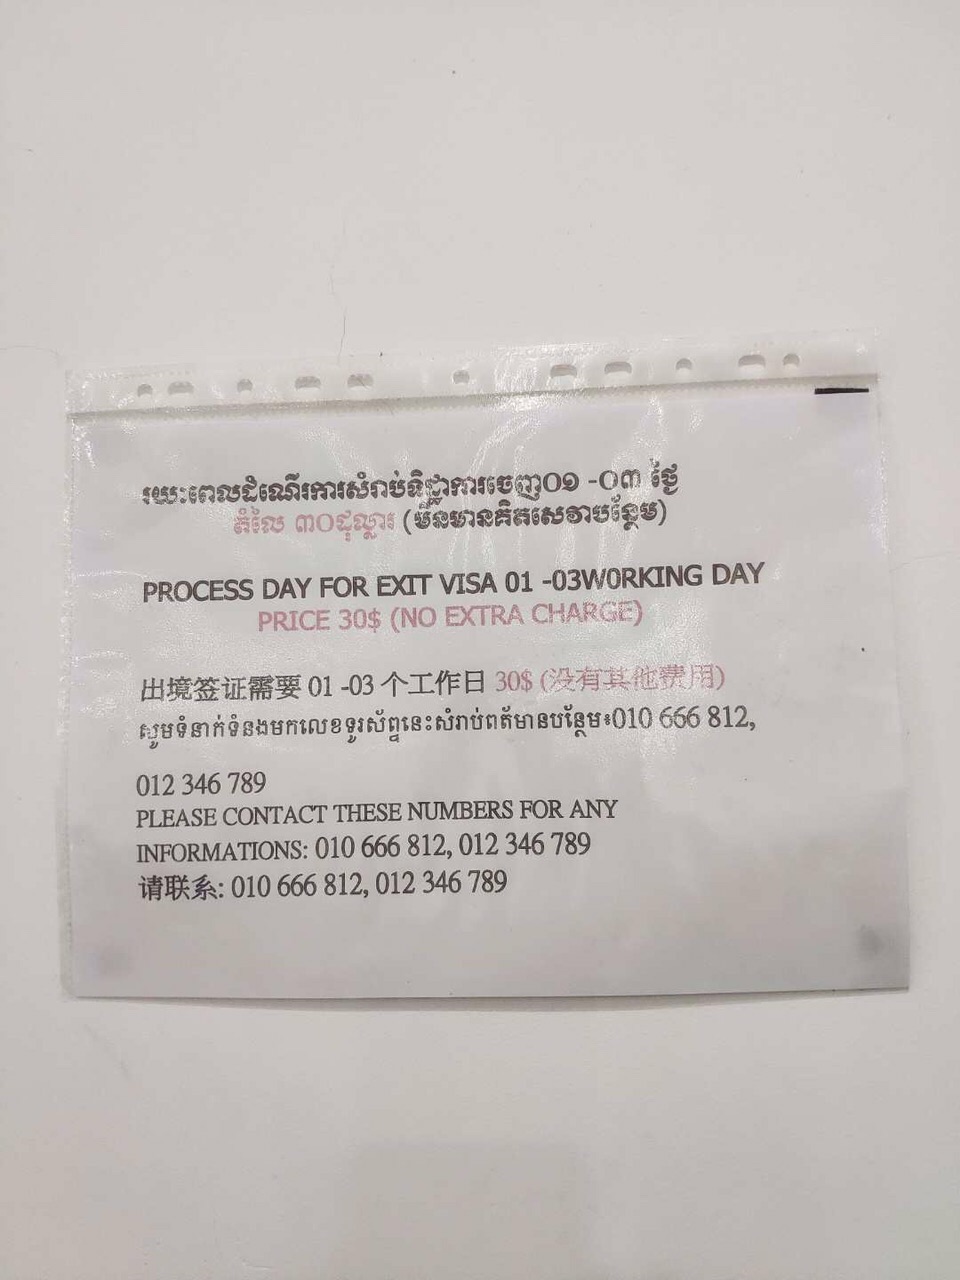 រយៈពេលដំណើរការសំរាប់ទិដ្ឋាការចេញ០១ -០៣ ថ្ងៃ
តំលៃ ៣០ដុល្លារ (មិនមានគិតសេវាបន្ថែម)
PROCESS DAY FOR EXIT VISA 01 -03WORKING DAY
PRICE 30$ (NO EXTRA CHARGE)
出境签证需要 01 -03 个工作日 30$ (没有其他费用)
សូមទំនាក់ទំនងមកលេខទូរស័ព្ទនេះសំរាប់ពត័មានបន្ថែម៖010 666 812,
012 346 789
PLEASE CONTACT THESE NUMBERS FOR ANY
INFORMATIONS: 010 666 812, 012 346 789
请联系: 010 666 812, 012 346 789